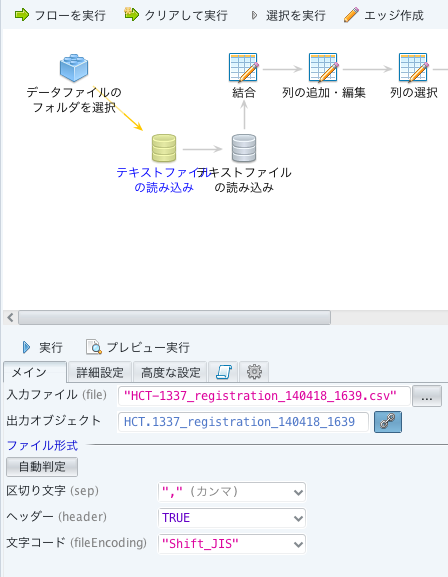 フローを実行 クリアして実行 選択を実行 エッジ作成
データファイルの
フォルダを選択
結合 列の追加・編集 列の選択
テキストファイル
の読み込み
テキストファイル
の読み込み
実行 プレビュー実行
メイン 詳細設定 高度な設定
入力ファイル (file) "HCT-1337_registration_140418_1639.csv" ...
出力オブジェクト HCT.1337_registration_140418_1639
ファイル形式
自動判定
区切り文字 (sep) "," (カンマ)
ヘッダー (header) TRUE
文字コード (fileEncoding) "Shift_JIS"